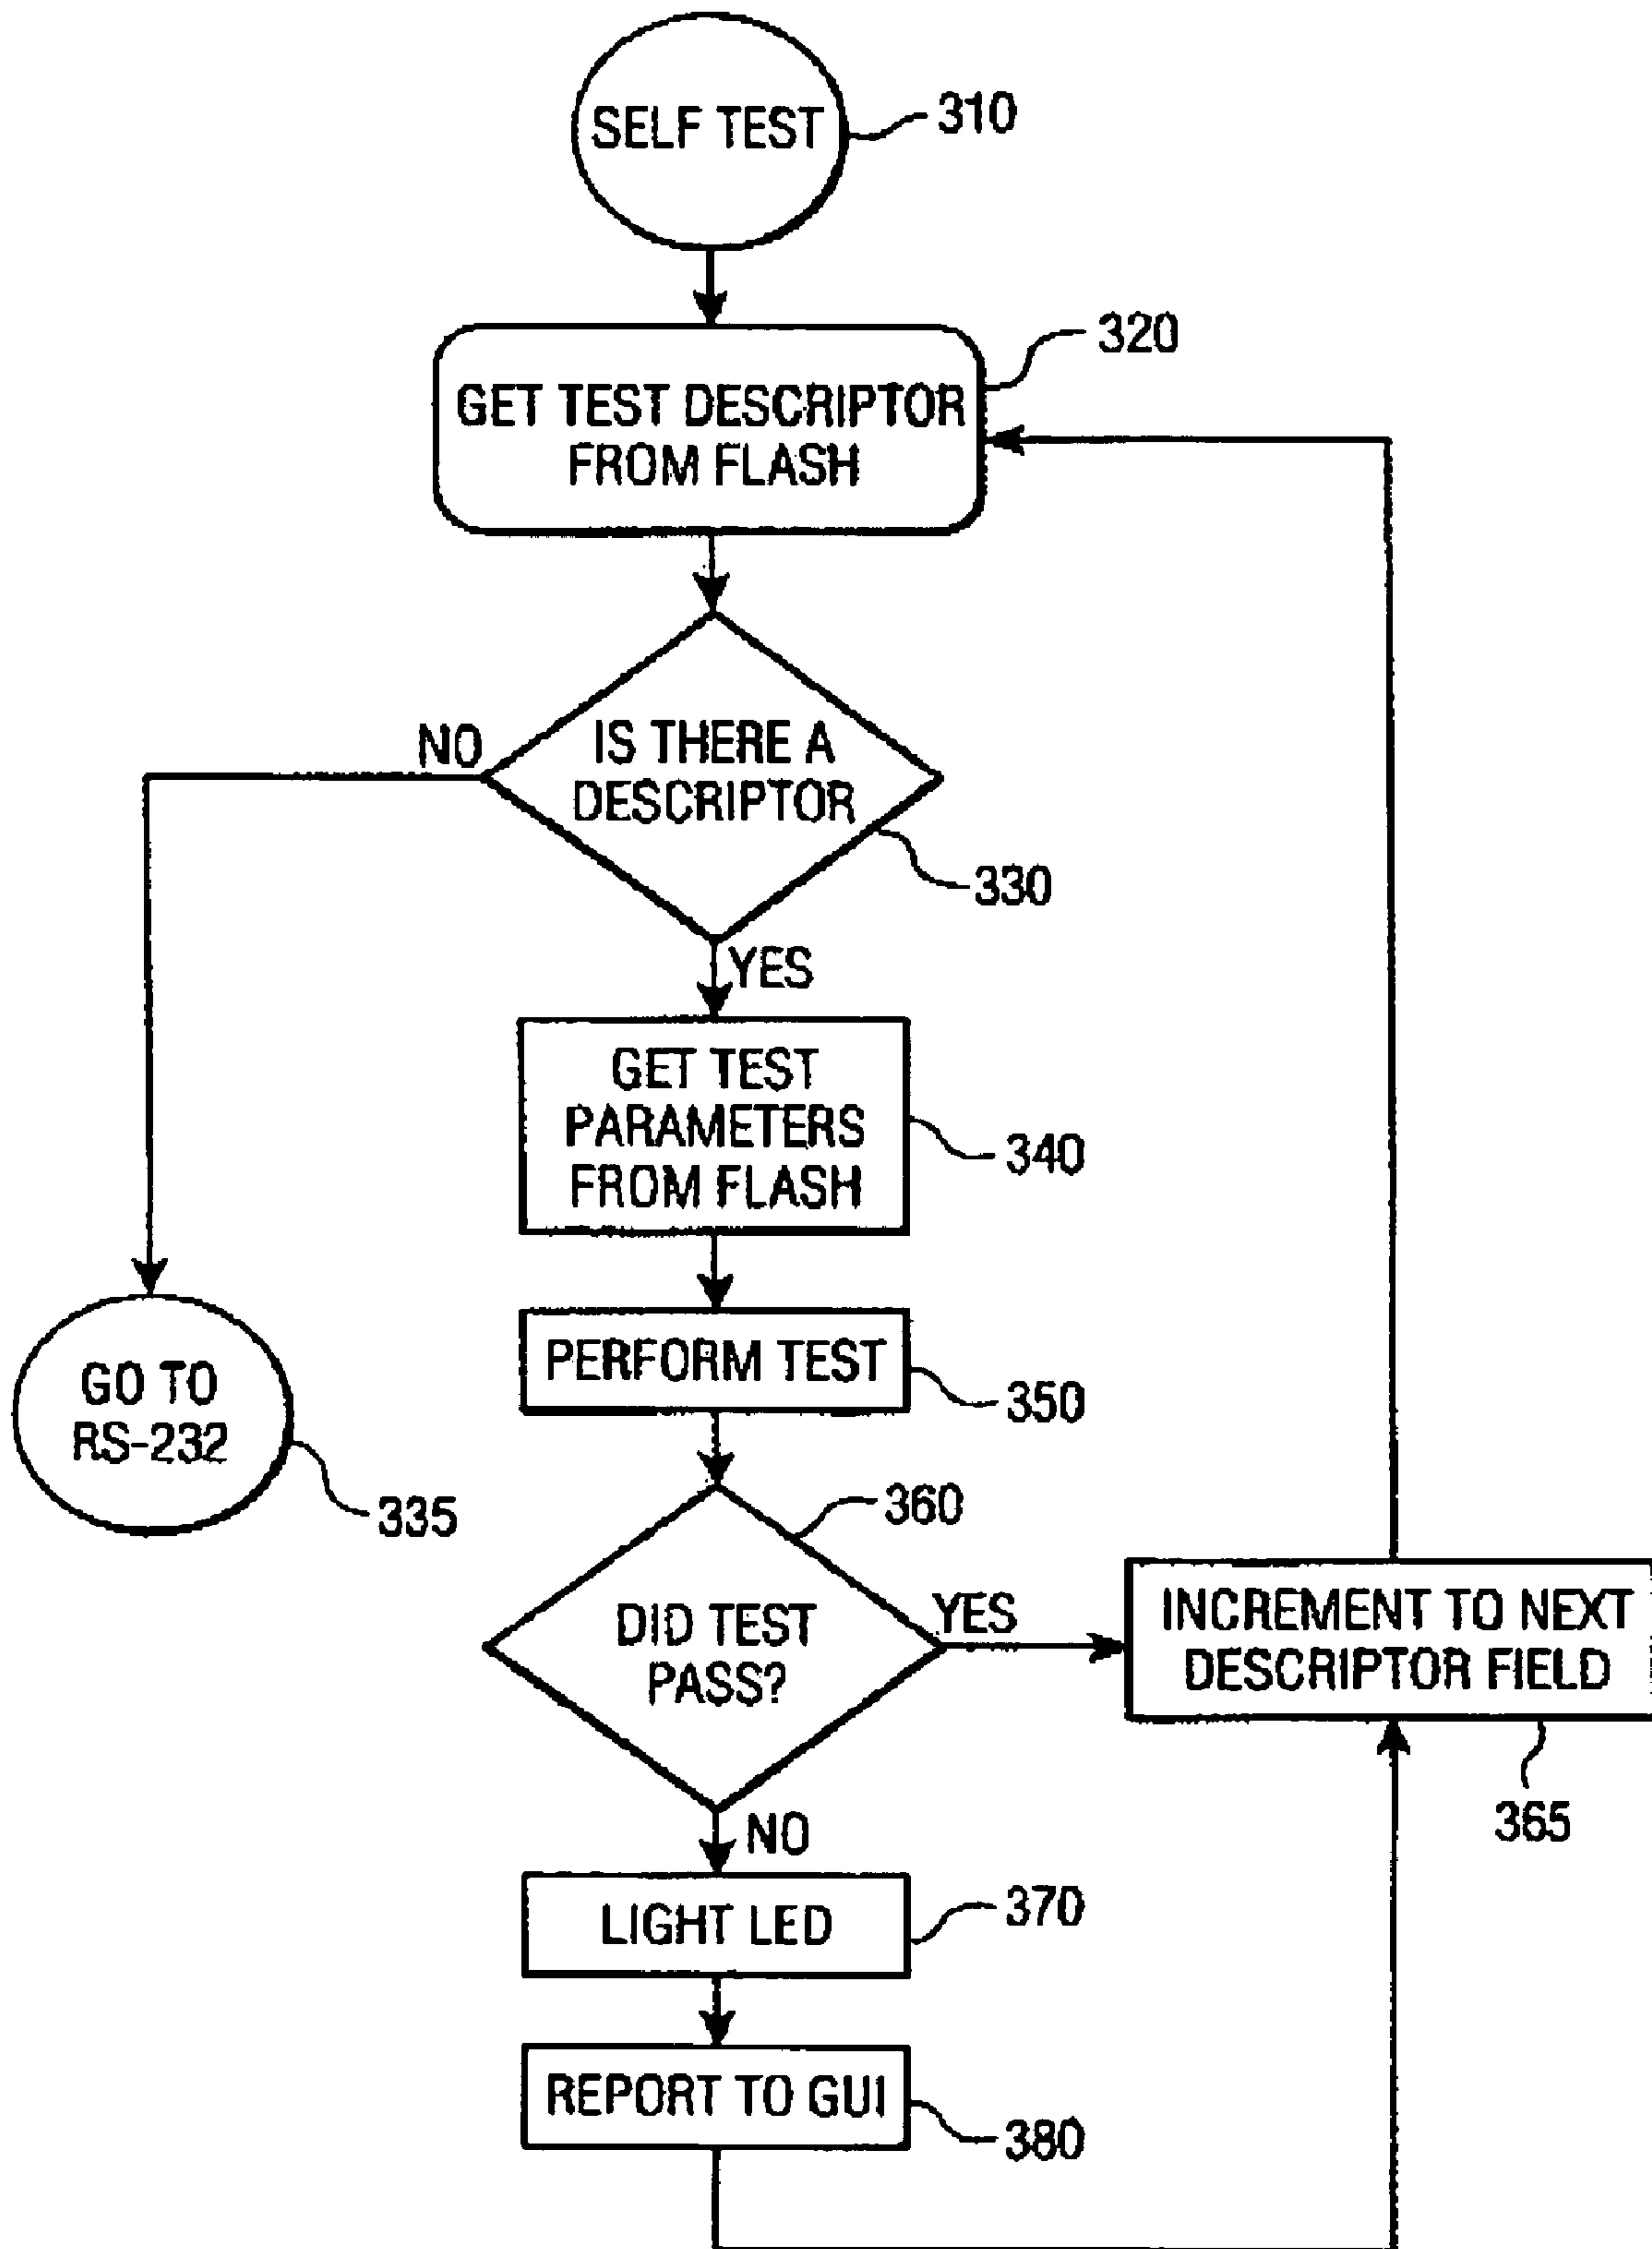 SELF TEST
310
GET TEST DESCRIPTOR
FROM FLASH
320
IS THERE A
DESCRIPTOR
330
NO
YES
GET TEST
PARAMETERS
FROM FLASH
340
GO TO
RS-232
335
PERFORM TEST
350
DID TEST
PASS?
360
YES
INCREMENT TO NEXT
DESCRIPTOR FIELD
365
NO
LIGHT LED
370
REPORT TO GUI
380